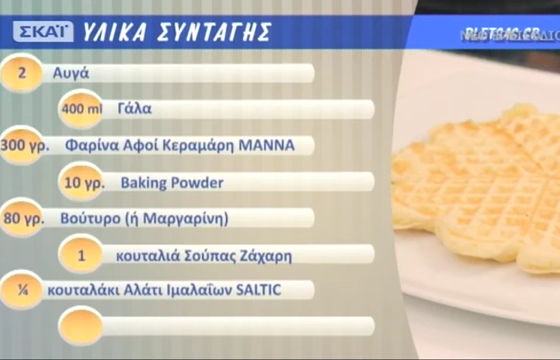 ΣΚΑΪ ΥΛΙΚΑ ΣΥΝΤΑΓΗΣ
2 Αυγά
400 ml Γάλα
300 γρ. Φαρίνα Αφοί Κεραμάρη ΜΑΝΝΑ
10 γρ. Baking Powder
80 γρ. Βούτυρο (ή Μαργαρίνη)
1 κουταλιά Σούπας Ζάχαρη
¼ κουταλάκι Αλάτι Ιμαλαΐων SALTIC